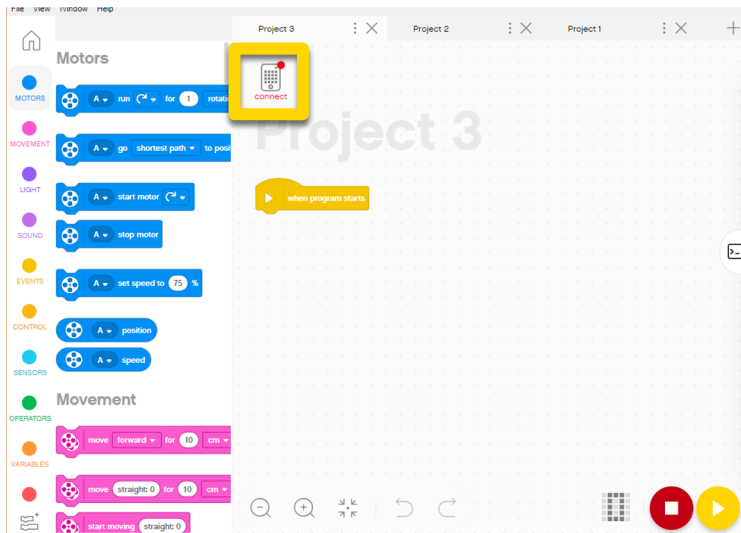 File View Window Help
Project 3
Project 2
Project 1
Motors
connect
Project 3
MOTORS
A run for 1
MOVEMENT
A go shortest path to
LIGHT
A start motor
SOUND
A stop motor
when program starts
EVENTS
A set speed to 75 %
CONTROL
A position
SENSORS
A speed
Movement
OPERATORS
move forward for 10 cm
VARIABLES
move straight: 0 for 10 cm
start moving straight: 0